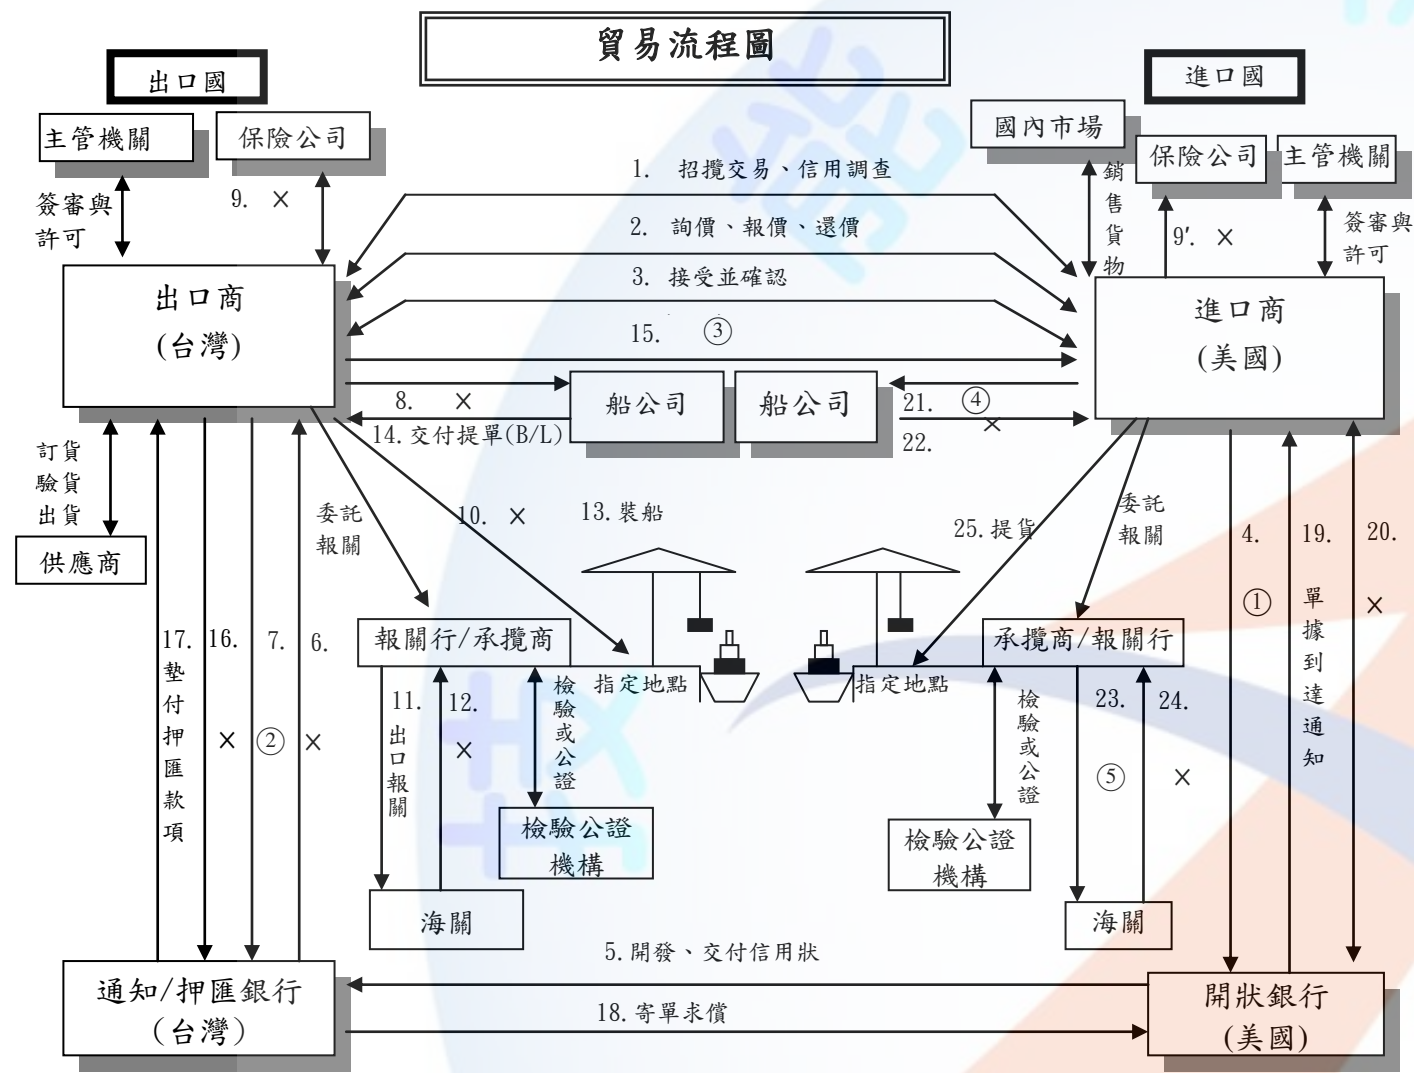 貿易流程圖
出口國
進口國
主管機關
保險公司
國內市場
保險公司
主管機關
簽審與
許可
9. ×
1. 招攬交易、信用調查
2. 詢價、報價、還價
3. 接受並確認
15. ③
銷售貨物
9′. ×
簽審與
許可
出口商
(台灣)
進口商
(美國)
8. ×
船公司
船公司
21. ④
14.交付提單(B/L)
22. ×
訂貨
驗貨
出貨
供應商
委託
報關
10. ×
13.裝船
25.提貨
委託
報關
4. ①
19. 單據到達通知
20. ×
17. 墊付押匯款項
16. ×
7. ②
6. ×
報關行/承攬商
指定地點
承攬商/報關行
指定地點
11. 出口報關
12. ×
檢驗或公證
檢驗或公證
23. ⑤
24. ×
檢驗公證
機構
檢驗公證
機構
海關
海關
5.開發、交付信用狀
通知/押匯銀行
(台灣)
18.寄單求償
開狀銀行
(美國)
技能